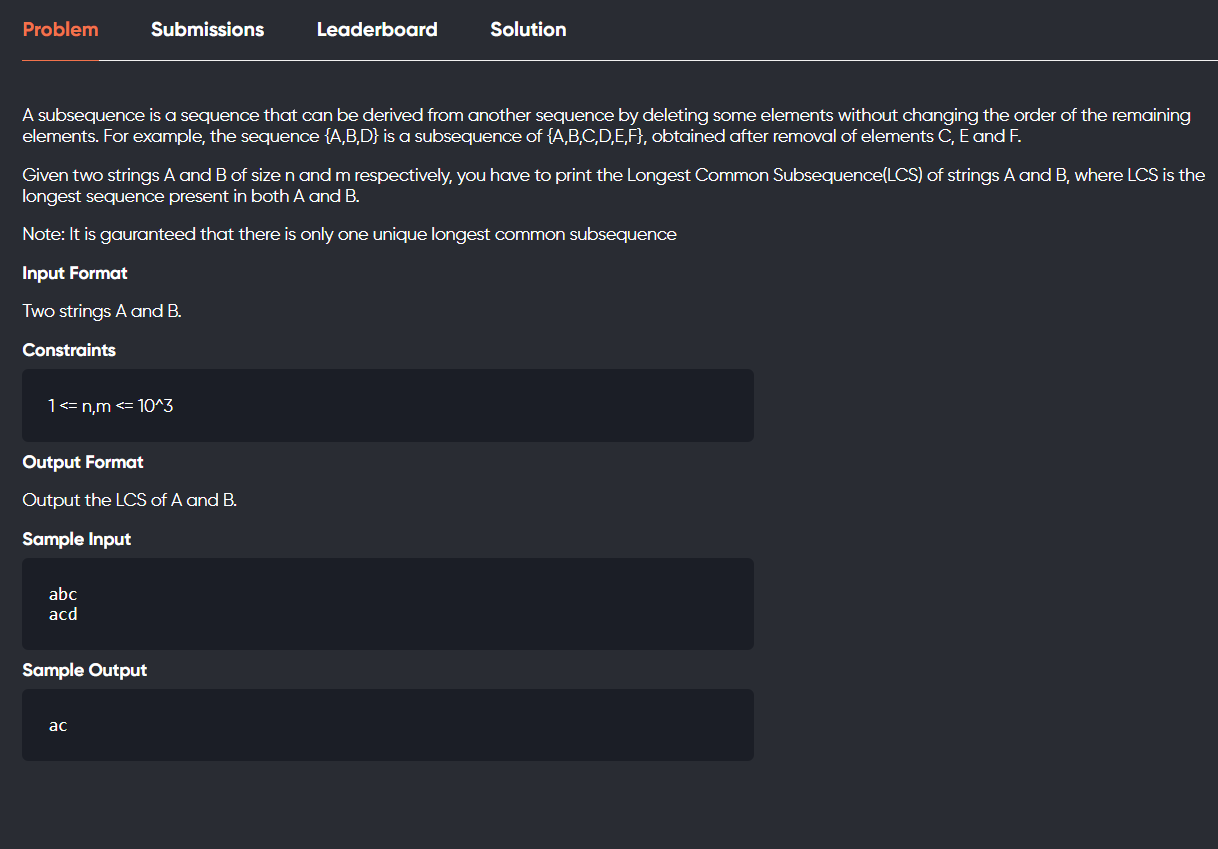 Problem Submissions Leaderboard Solution
A subsequence is a sequence that can be derived from another sequence by deleting some elements without changing the order of the remaining
elements. For example, the sequence {A,B,D} is a subsequence of {A,B,C,D,E,F}, obtained after removal of elements C, E and F.
Given two strings A and B of size n and m respectively, you have to print the Longest Common Subsequence(LCS) of strings A and B, where LCS is the
longest sequence present in both A and B.
Note: It is gauranteed that there is only one unique longest common subsequence
Input Format
Two strings A and B.
Constraints
1 <= n,m <= 10^3
Output Format
Output the LCS of A and B.
Sample Input
abc
acd
Sample Output
ac